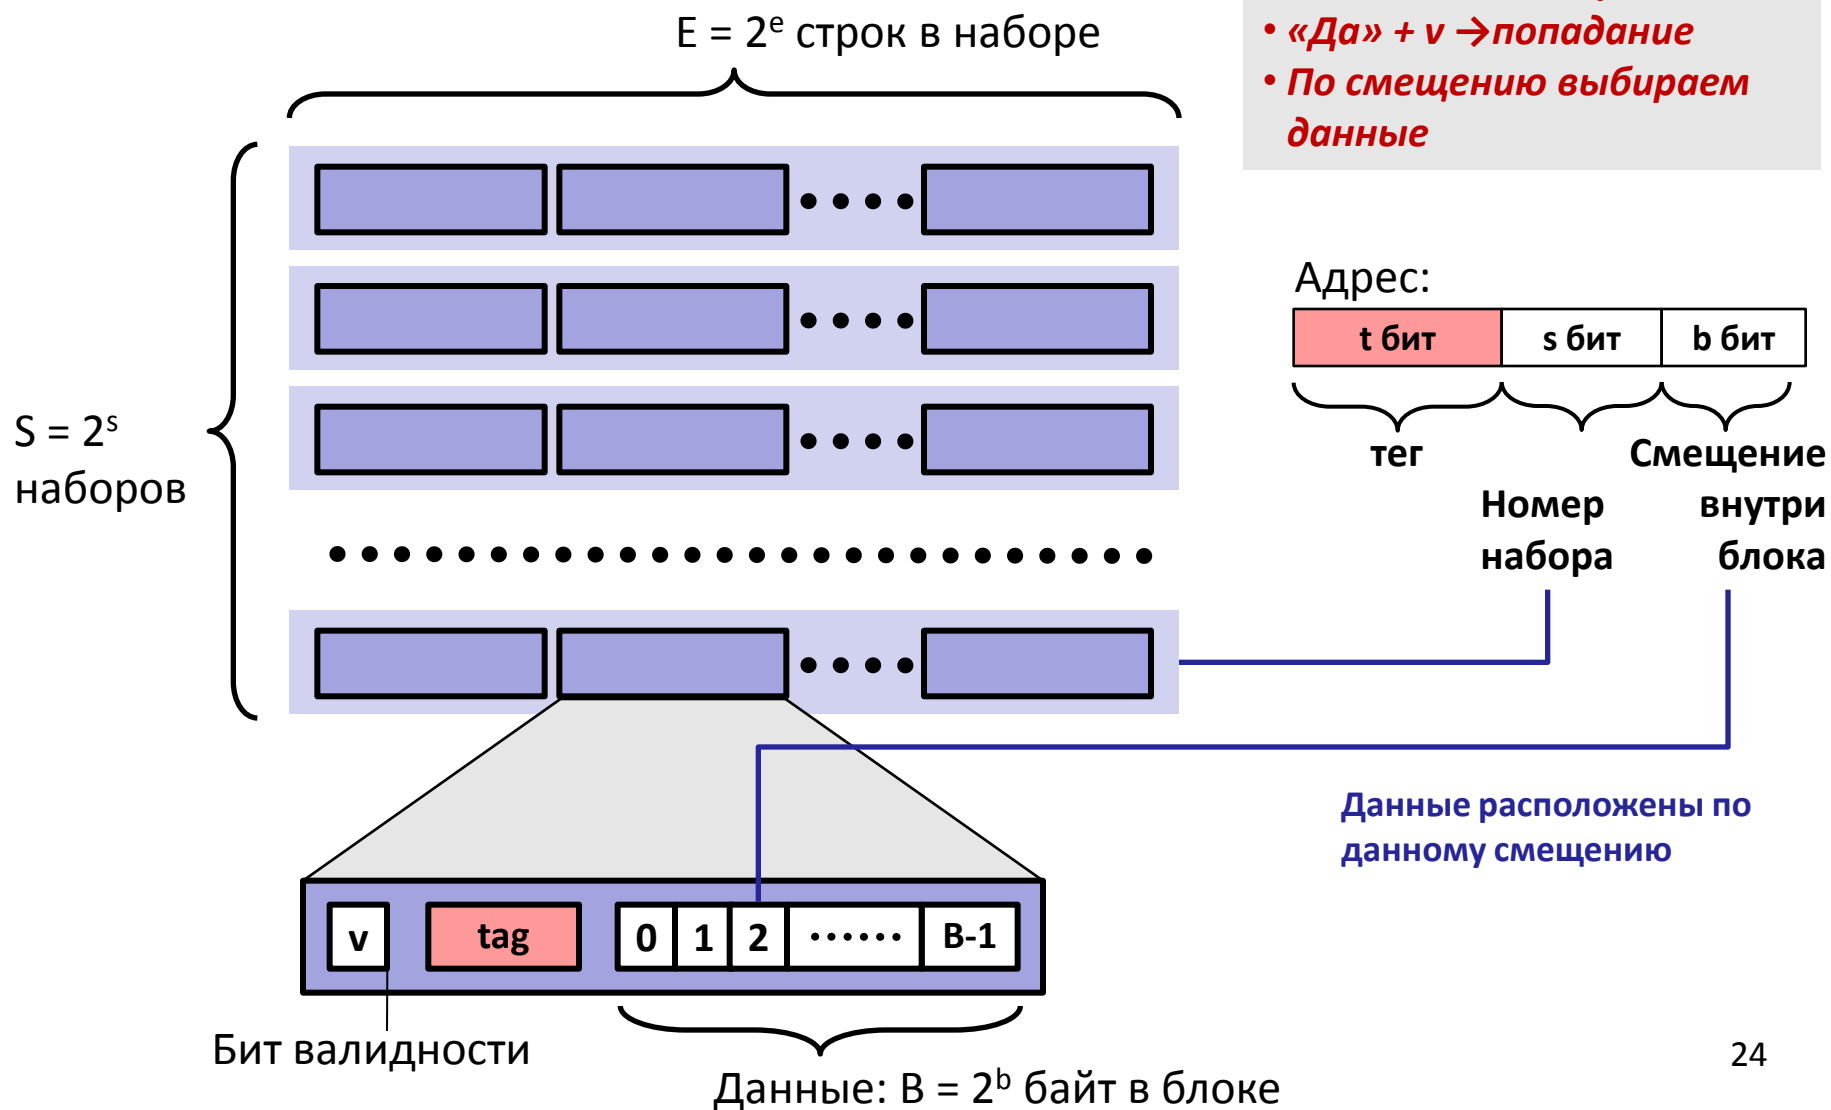 E = 2ᵉ строк в наборе
• «Да» + v →попадание
• По смещению выбираем
данные
Адрес:
t бит s бит b бит
тег
Номер
набора
Смещение
внутри
блока
S = 2ˢ
наборов
Данные расположены по
данному смещению
v tag 0 1 2 ······ B-1
Бит валидности
Данные: B = 2ᵇ байт в блоке
24